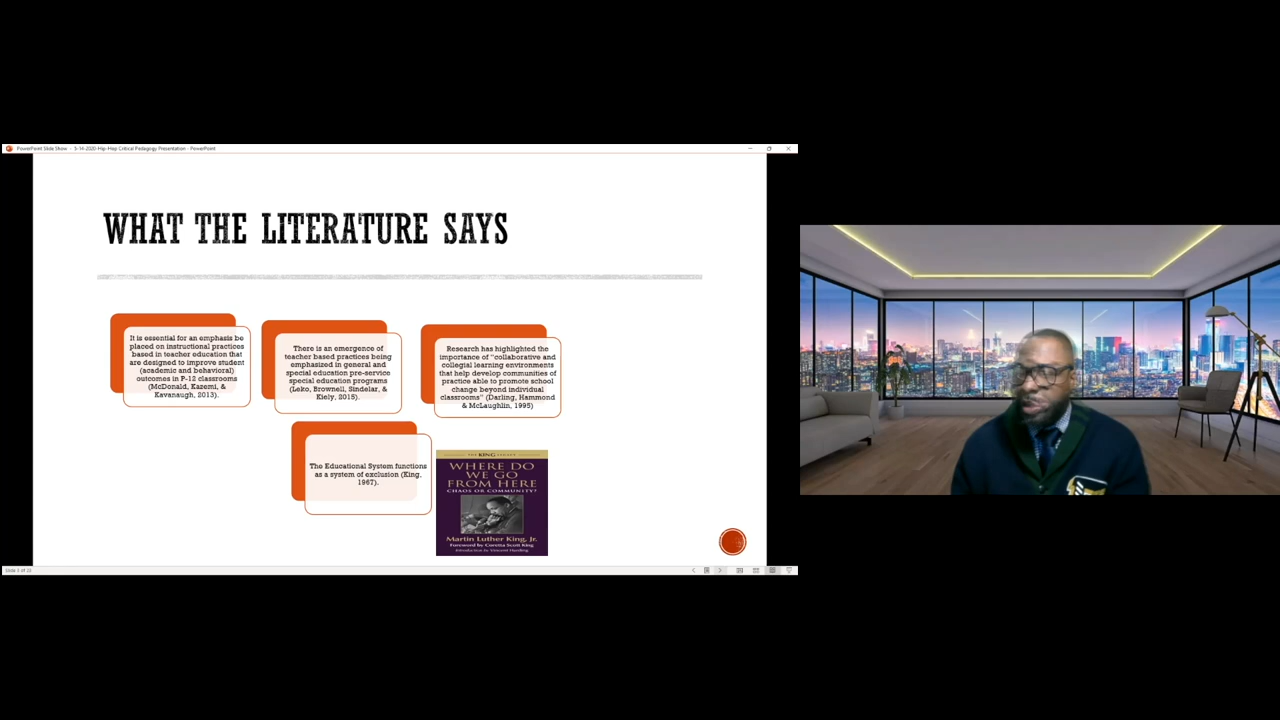 PowerPoint Slide Show - 3-14-2020-Hip-Hop Critical Pedagogy Presentation - PowerPoint
WHAT THE LITERATURE SAYS
It is essential for an emphasis be
placed on instructional practices
based in teacher education that
are designed to improve student
(academic and behavioral)
outcomes in P-12 classrooms
(McDonald, Kazemi, &
Kavanaugh, 2013).
There is an emergence of
teacher based practices being
emphasized in general and
special education pre-service
special education programs
(Leko, Brownell, Sindelar, &
Kiely, 2015).
Research has highlighted the
importance of "collaborative and
collegial learning environments
that help develop communities of
practice able to promote school
change beyond individual
classrooms" (Darling, Hammond
& McLaughlin, 1995)
The Educational System functions
as a system of exclusion (King,
1967).
THE KING LEGACY
WHERE DO
WE GO
FROM HERE
CHAOS OR COMMUNITY?
Martin Luther King, Jr.
Foreword by Coretta Scott King
Introduction by Vincent Harding